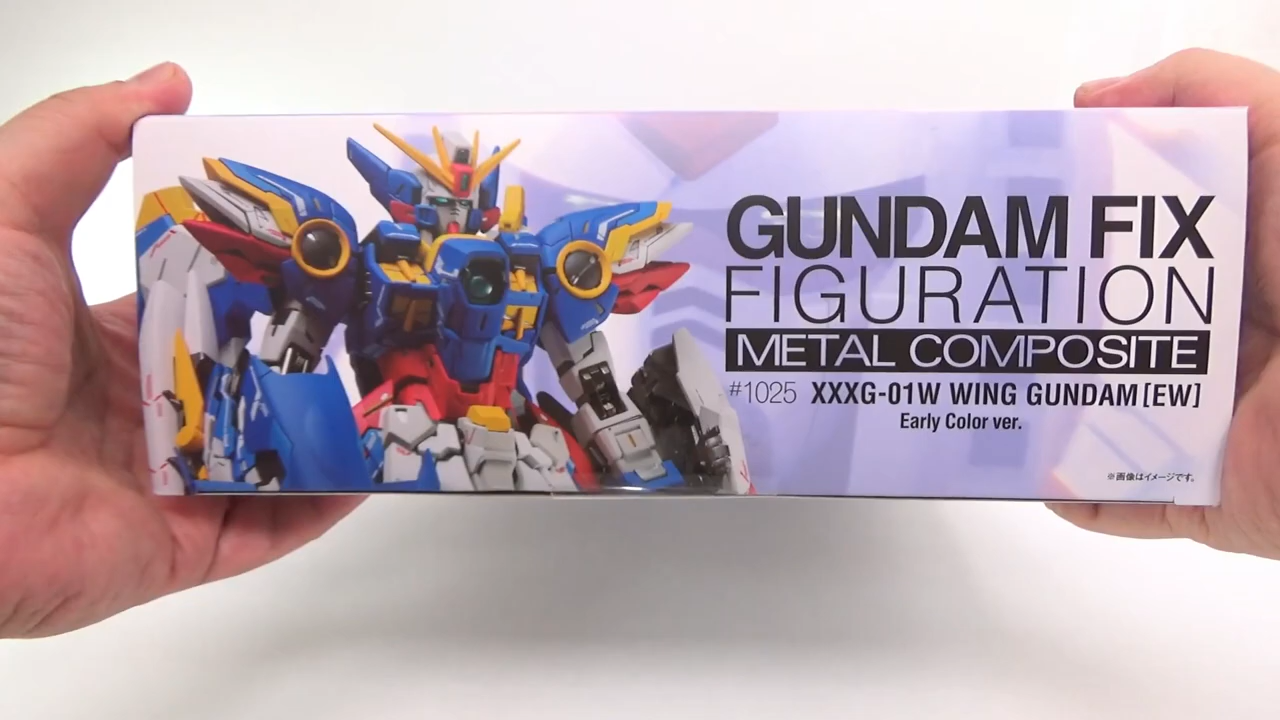 GUNDAM FIX
FIGURATION
METAL COMPOSITE
#1025 XXXG-01W WING GUNDAM [EW]
Early Color ver.
※画像はイメージです。